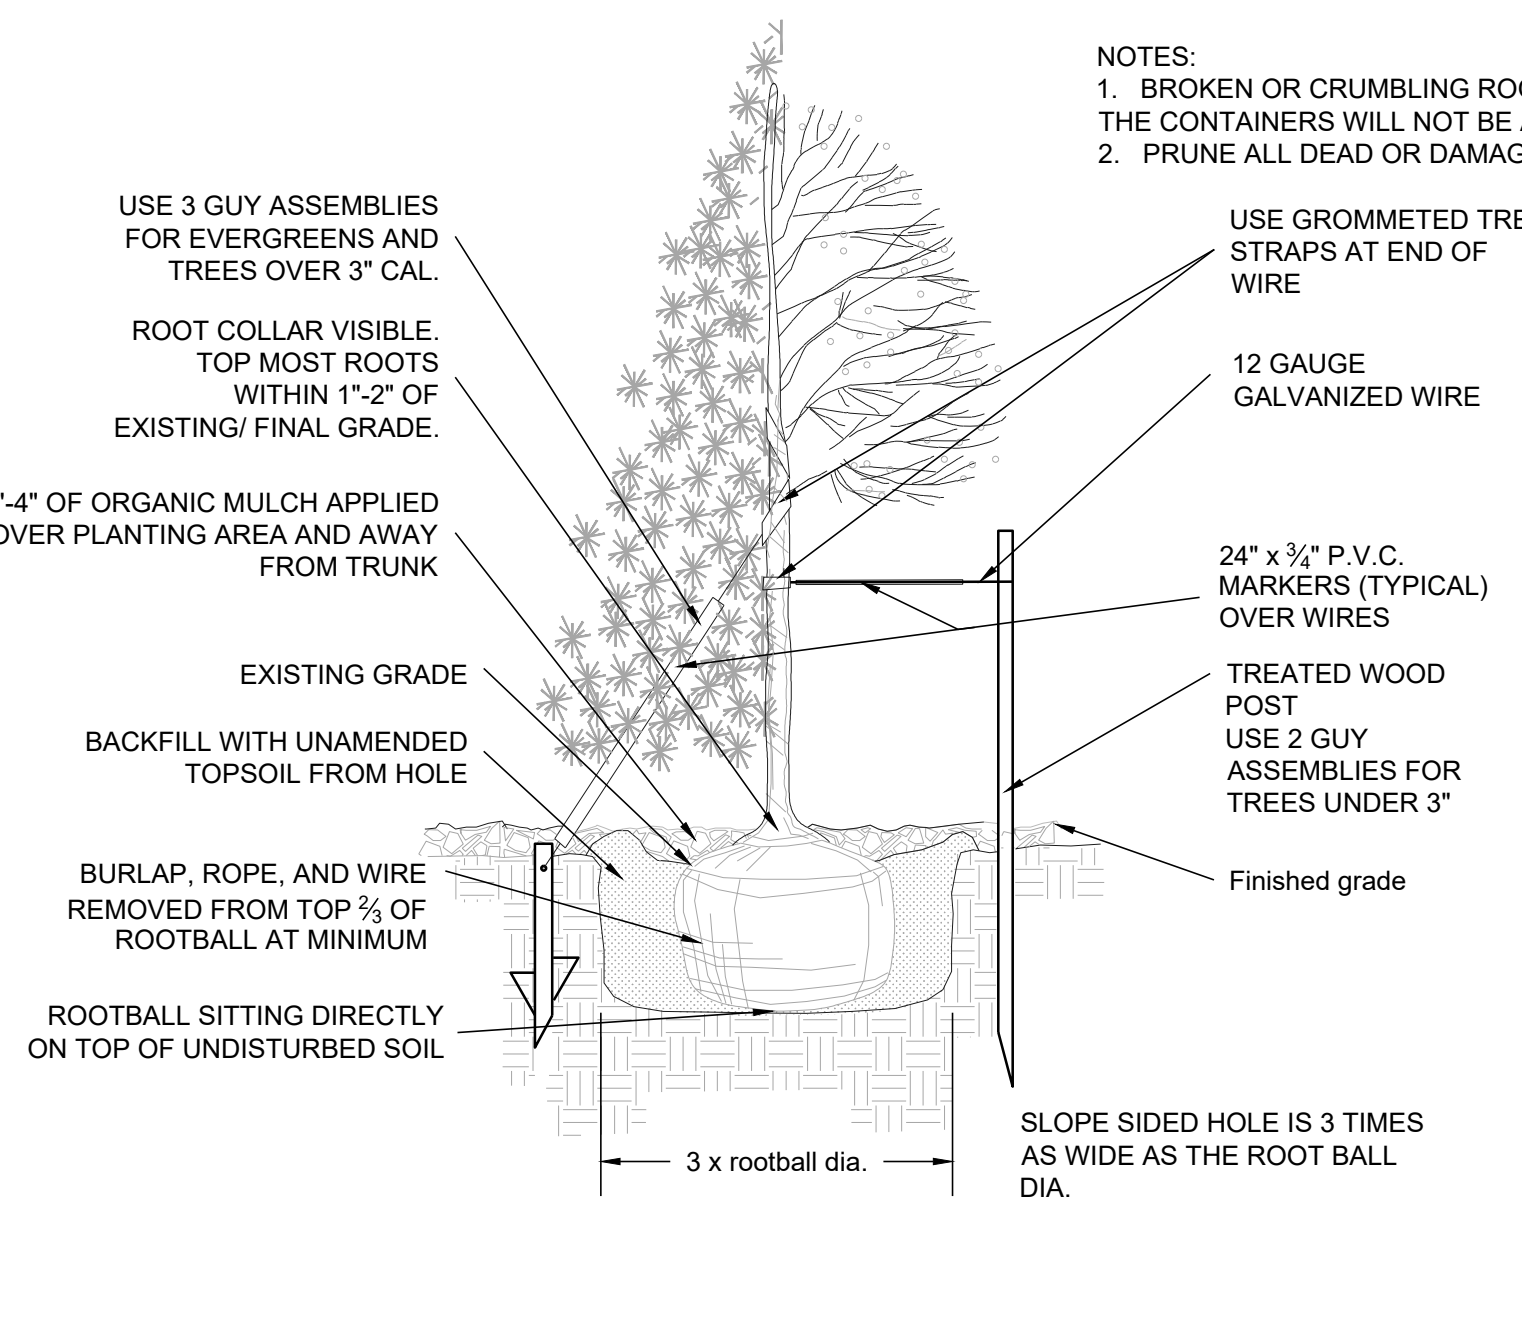 NOTES:
1. BROKEN OR CRUMBLING
THE CONTAINERS WILL NOT BE
2. PRUNE ALL DEAD OR
USE 3 GUY ASSEMBLIES
FOR EVERGREENS AND
TREES OVER 3" CAL.
ROOT COLLAR VISIBLE.
TOP MOST ROOTS
WITHIN 1"-2" OF
EXISTING/ FINAL GRADE.
"-4" OF ORGANIC MULCH APPLIED
OVER PLANTING AREA AND AWAY
FROM TRUNK
EXISTING GRADE
BACKFILL WITH UNAMENDED
TOPSOIL FROM HOLE
BURLAP, ROPE, AND WIRE
REMOVED FROM TOP 2/3 OF
ROOTBALL AT MINIMUM
ROOTBALL SITTING DIRECTLY
ON TOP OF UNDISTURBED SOIL
USE GROMMETED
STRAPS AT END OF
WIRE
12 GAUGE
GALVANIZED WIRE
24" x 3/4" P.V.C.
MARKERS (TYPICAL)
OVER WIRES
TREATED WOOD
POST
USE 2 GUY
ASSEMBLIES FOR
TREES UNDER 3"
Finished grade
3 x rootball dia.
SLOPE SIDED HOLE IS 3 TIMES
AS WIDE AS THE ROOT BALL
DIA.